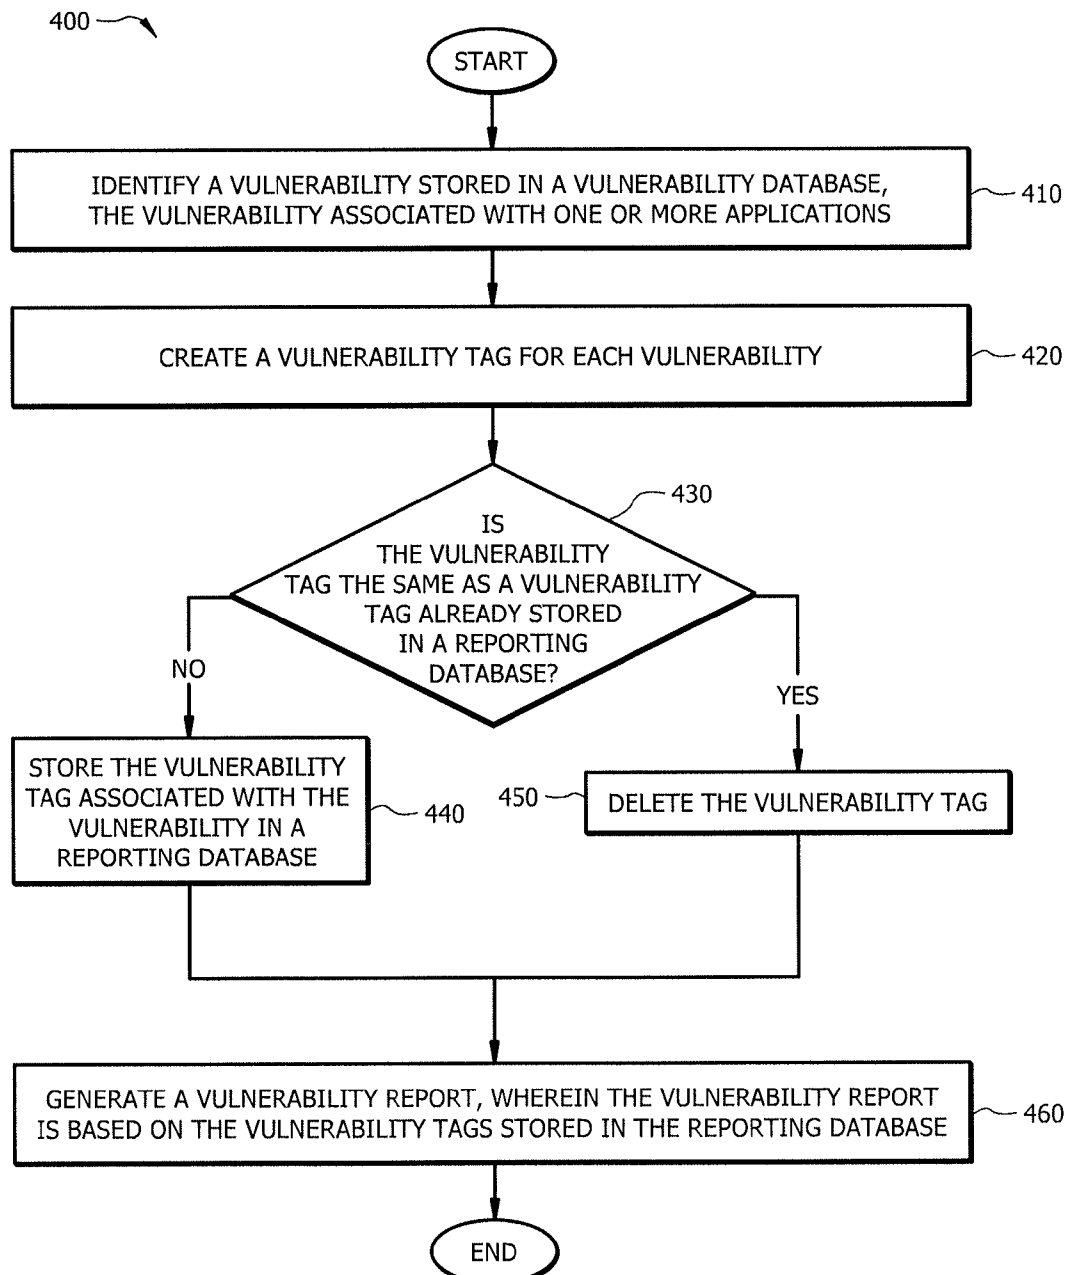 400
START
IDENTIFY A VULNERABILITY STORED IN A VULNERABILITY DATABASE,
THE VULNERABILITY ASSOCIATED WITH ONE OR MORE APPLICATIONS
410
CREATE A VULNERABILITY TAG FOR EACH VULNERABILITY
420
430
IS
THE VULNERABILITY
TAG THE SAME AS A VULNERABILITY
TAG ALREADY STORED
IN A REPORTING
DATABASE?
NO
YES
STORE THE VULNERABILITY
TAG ASSOCIATED WITH THE
VULNERABILITY IN A
REPORTING DATABASE
440
450
DELETE THE VULNERABILITY TAG
GENERATE A VULNERABILITY REPORT, WHEREIN THE VULNERABILITY REPORT
IS BASED ON THE VULNERABILITY TAGS STORED IN THE REPORTING DATABASE
460
END